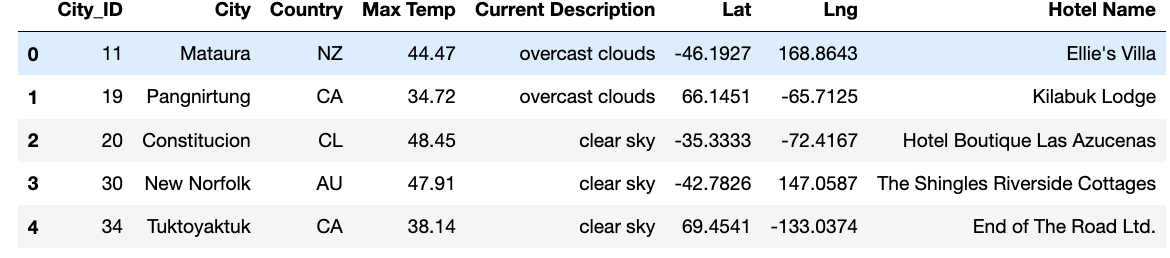 City_ID City Country Max Temp Current Description Lat Lng Hotel Name
0 11 Mataura NZ 44.47 overcast clouds -46.1927 168.8643 Ellie's Villa
1 19 Pangnirtung CA 34.72 overcast clouds 66.1451 -65.7125 Kilabuk Lodge
2 20 Constitucion CL 48.45 clear sky -35.3333 -72.4167 Hotel Boutique Las Azucenas
3 30 New Norfolk AU 47.91 clear sky -42.7826 147.0587 The Shingles Riverside Cottages
4 34 Tuktoyaktuk CA 38.14 clear sky 69.4541 -133.0374 End of The Road Ltd.